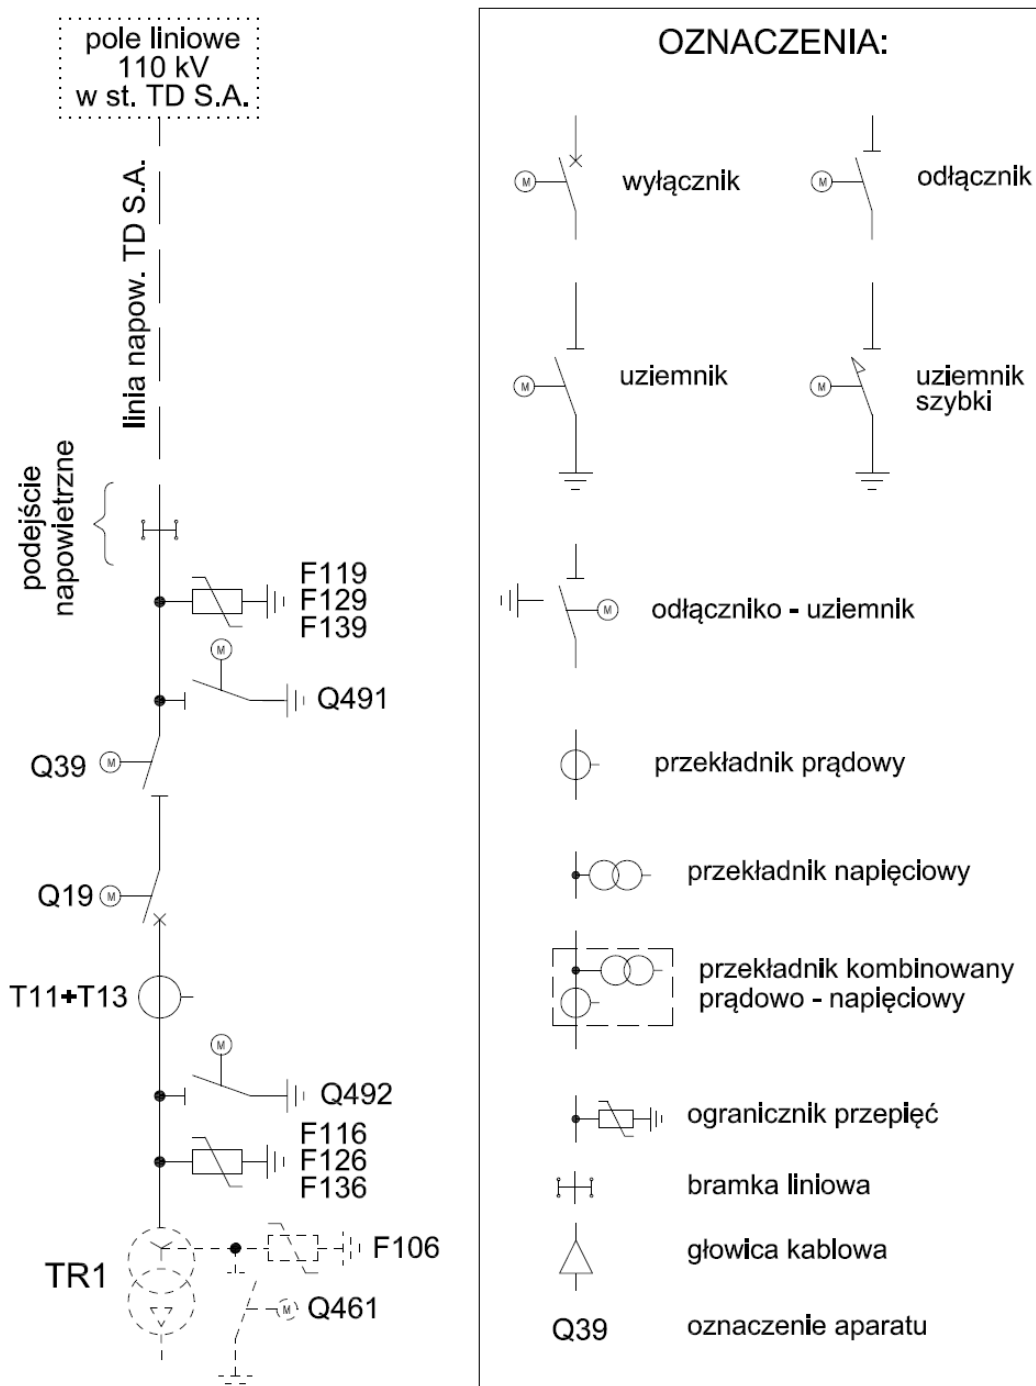 pole liniowe
110 kV
w st. TD S.A.
linia napow. TD S.A.
podejście
napowietrzne
F119
F129
F139
M
Q491
Q39
M
Q19
M
T11+T13
M
Q492
F116
F126
F136
F106
TR1
M
Q461
OZNACZENIA:
M
wyłącznik
M
odłącznik
M
uziemnik
M
uziemnik
szybki
M
odłączniko - uziemnik
przekładnik prądowy
przekładnik napięciowy
przekładnik kombinowany
prądowo - napięciowy
ogranicznik przepięć
bramka liniowa
głowica kablowa
Q39
oznaczenie aparatu